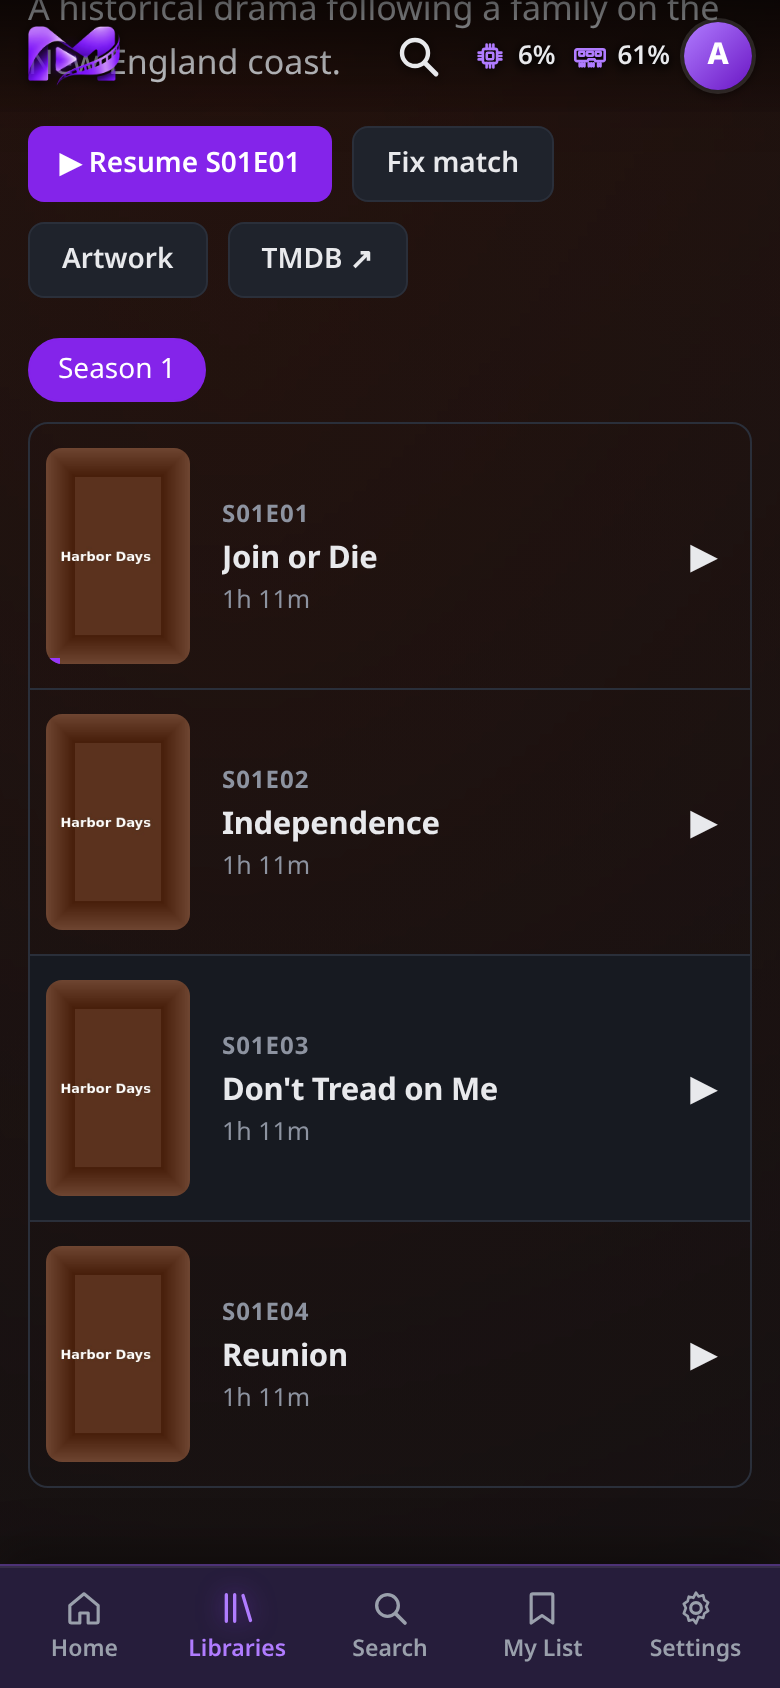 A historical drama following a family on the
New England coast.
6% 61% A
▶ Resume S01E01
Fix match
Artwork
TMDB ↗
Season 1
Harbor Days
S01E01
Join or Die
1h 11m
Harbor Days
S01E02
Independence
1h 11m
Harbor Days
S01E03
Don't Tread on Me
1h 11m
Harbor Days
S01E04
Reunion
1h 11m
Home
Libraries
Search
My List
Settings